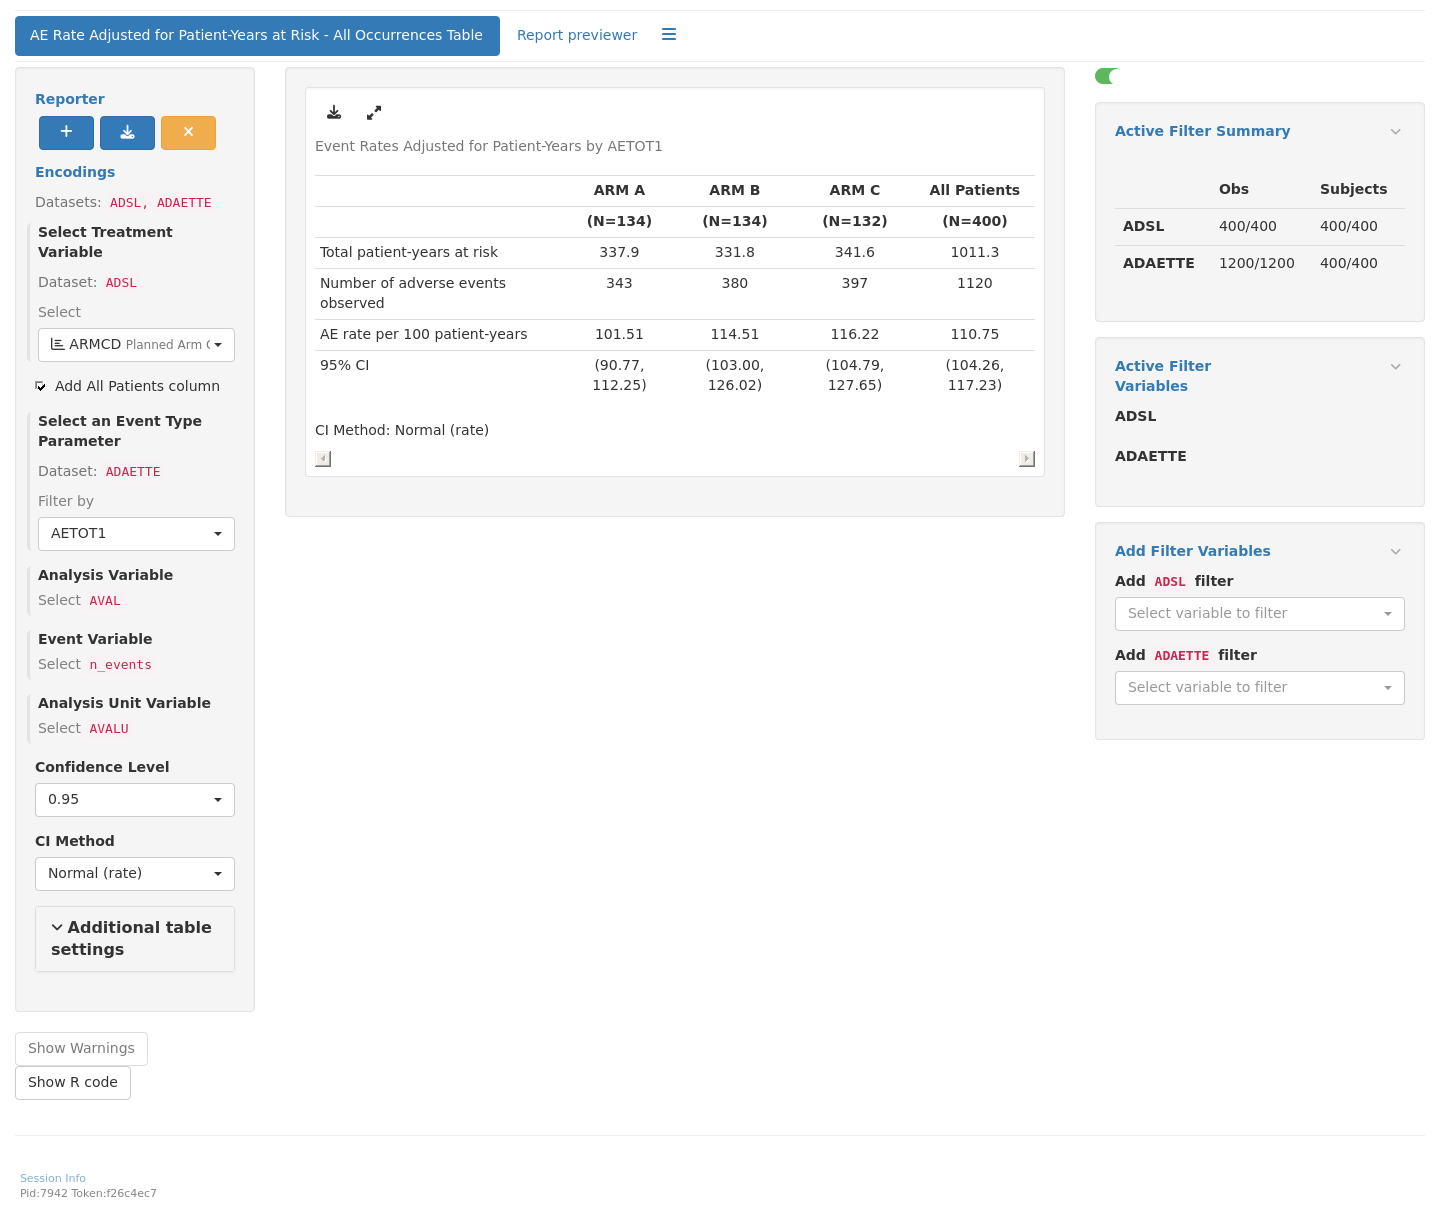 AE Rate Adjusted for Patient-Years at Risk - All Occurrences Table
Report previewer
Reporter
Encodings
Datasets: ADSL, ADAETTE
Select Treatment
Variable
Dataset: ADSL
Select
ARMCD Planned Arm
Add All Patients column
Select an Event Type
Parameter
Dataset: ADAETTE
Filter by
AETOT1
Analysis Variable
Select AVAL
Event Variable
Select n_events
Analysis Unit Variable
Select AVALU
Confidence Level
0.95
CI Method
Normal (rate)
Additional table
settings
Show Warnings
Show R code
Event Rates Adjusted for Patient-Years by AETOT1
ARM A ARM B ARM C All Patients
(N=134) (N=134) (N=132) (N=400)
Total patient-years at risk 337.9 331.8 341.6 1011.3
Number of adverse events 343 380 397 1120
observed
AE rate per 100 patient-years 101.51 114.51 116.22 110.75
95% CI (90.77, (103.00, (104.79, (104.26,
112.25) 126.02) 127.65) 117.23)
CI Method: Normal (rate)
Active Filter Summary
Obs Subjects
ADSL 400/400 400/400
ADAETTE 1200/1200 400/400
Active Filter
Variables
ADSL
ADAETTE
Add Filter Variables
Add ADSL filter
Select variable to filter
Add ADAETTE filter
Select variable to filter
Session Info
Pid:7942 Token:f26c4ec7